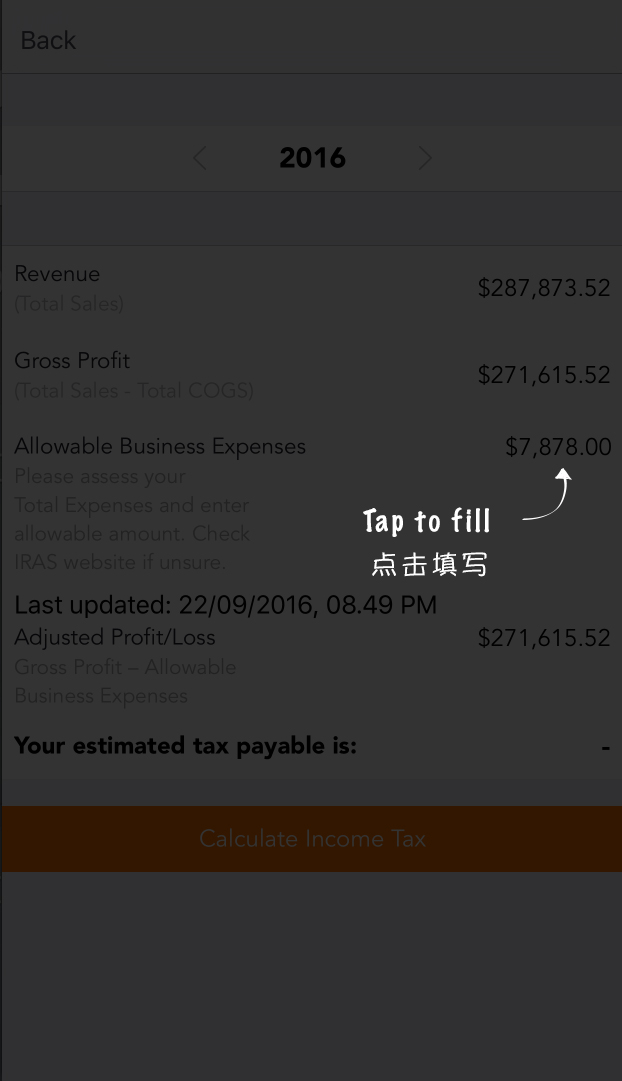 Back
2016
Revenue
(Total Sales)
$287,873.52
Gross Profit
(Total Sales - Total COGS)
$271,615.52
Allowable Business Expenses
$7,878.00
Please assess your
Total Expenses and enter
allowable amount. Check
IRAS website if unsure.
Tap to fill
点击填写
Last updated: 22/09/2016, 08.49 PM
Adjusted Profit/Loss
$271,615.52
Gross Profit – Allowable
Business Expenses
Your estimated tax payable is:
-
Calculate Income Tax